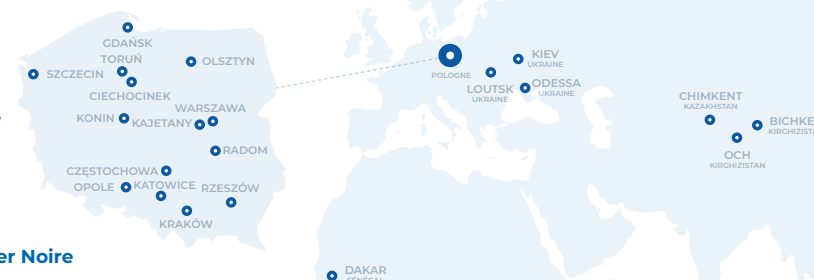 GDAŃSK
TORUŃ
OLSZTYN
SZCZECIN
CIECHOCINEK
WARSZAWA
KONIN
KAJETANY
RADOM
CZĘSTOCHOWA
OPOLE
KATOWICE
RZESZÓW
KRAKÓW
POLOGNE
KIEV
UKRAINE
LOUTSK
UKRAINE
ODESSA
UKRAINE
CHIMKENT
KAZAKHSTAN
BICHKE
KIRGHIZISTA
OCH
KIRGHIZISTAN
er Noire
DAKAR
SÉNÉGAL